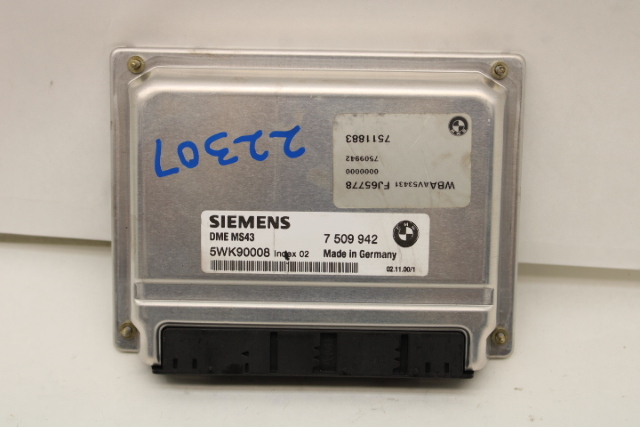 22307
7511883
7509942
0000000
WBAAV53431 FJ65778
SIEMENS
DME MS43
7 509 942
5WK90008 Index 02
Made in Germany
02.11.00/1